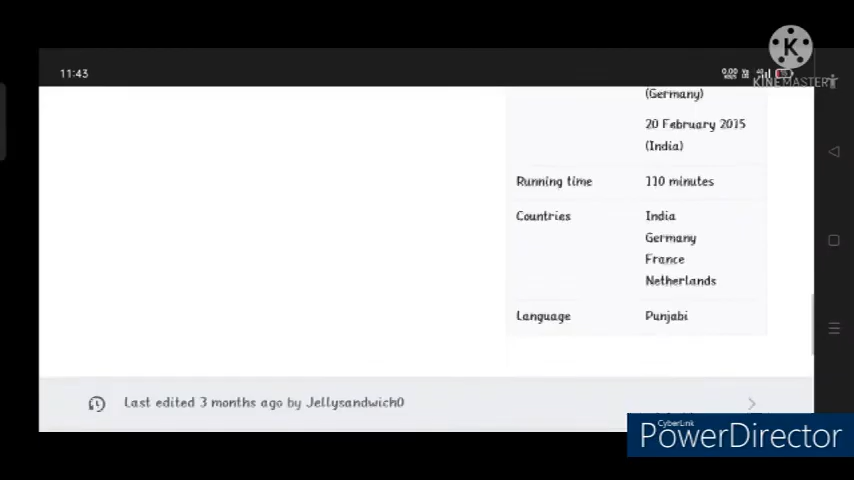 11:43
KINEMASTER
(Germany)
20 February 2015
(India)
Running time 110 minutes
Countries India
Germany
France
Netherlands
Language Punjabi
Last edited 3 months ago by Jellysandwich0
CyberLink
PowerDirector